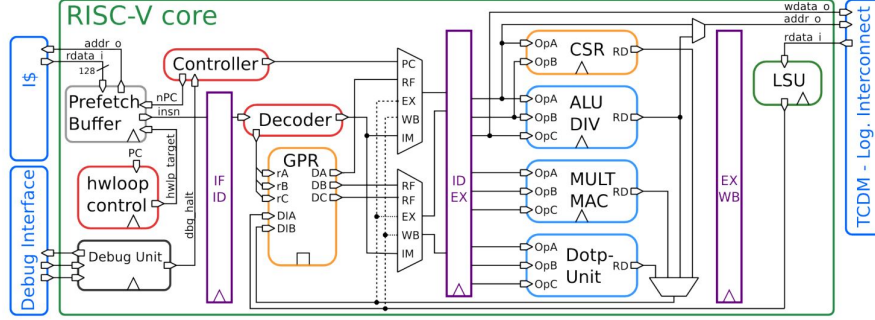 RISC-V core
wdata_o
addr_o
rdata_i
I$
addr_o
rdata_i
128
Prefetch
Buffer
nPC
insn
Controller
Decoder
PC
hwloop
control
hwlp_target
dbg_halt
Debug Interface
Debug Unit
IF
ID
GPR
rA
rB
rC
DIA
DIB
DA
DB
DC
PC
RF
EX
WB
IM
RF
RF
EX
WB
IM
ID
EX
OpA
OpB
CSR
RD
OpA
OpB
OpC
ALU
DIV
RD
OpA
OpB
OpC
MULT
MAC
RD
OpA
OpB
OpC
Dotp-
Unit
RD
EX
WB
LSU
TCDM - Log. Interconnect